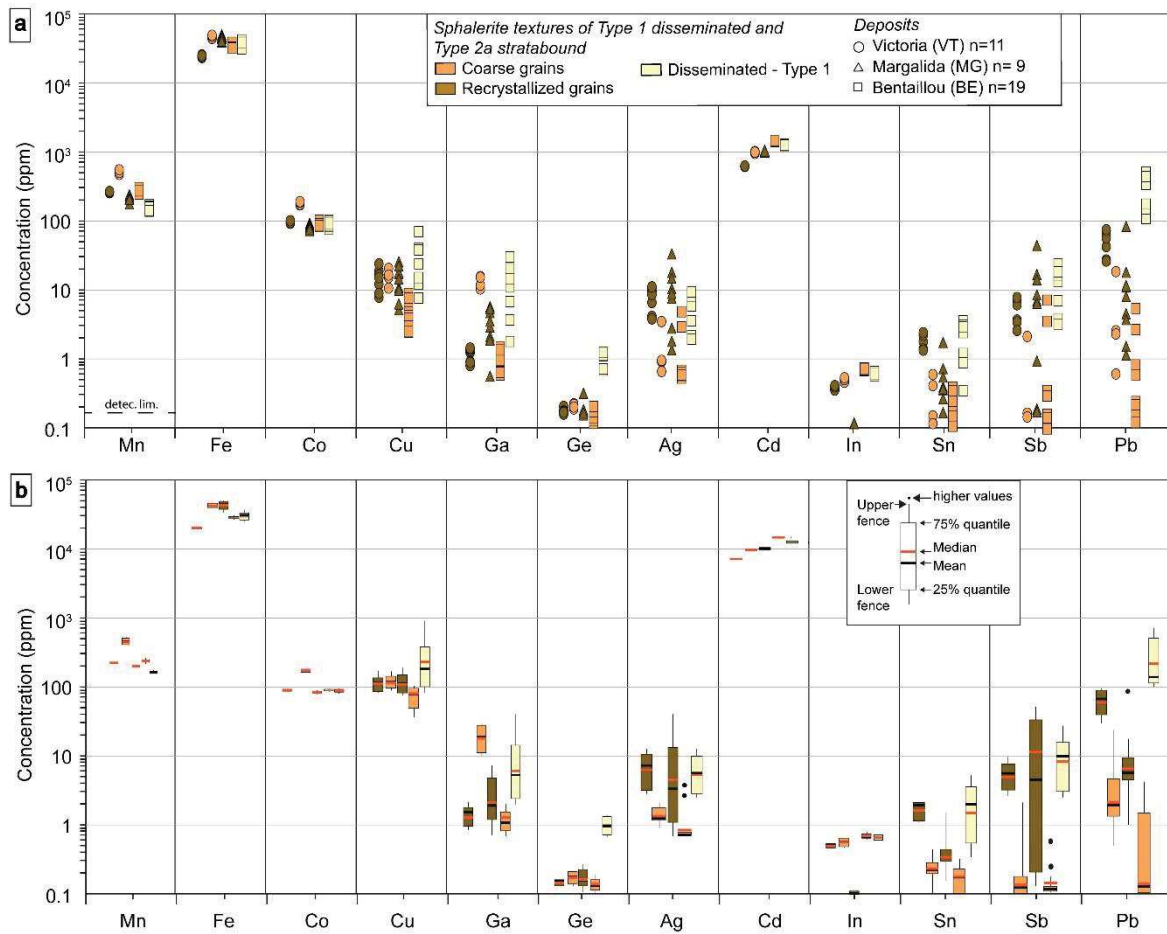 a
Sphalerite textures of Type 1 disseminated and
Type 2a stratabound
Coarse grains
Recrystallized grains
Disseminated - Type 1
Deposits
Victoria (VT) n=11
Margalida (MG) n= 9
Bentaillou (BE) n=19
Concentration (ppm)
10⁵
10⁴
10³
100
10
1
0.1
detec. lim.
Mn Fe Co Cu Ga Ge Ag Cd In Sn Sb Pb
b
higher values
Upper
fence
75% quantile
Median
Mean
Lower
fence
25% quantile
Concentration (ppm)
10⁵
10⁴
10³
100
10
1
0.1
Mn Fe Co Cu Ga Ge Ag Cd In Sn Sb Pb